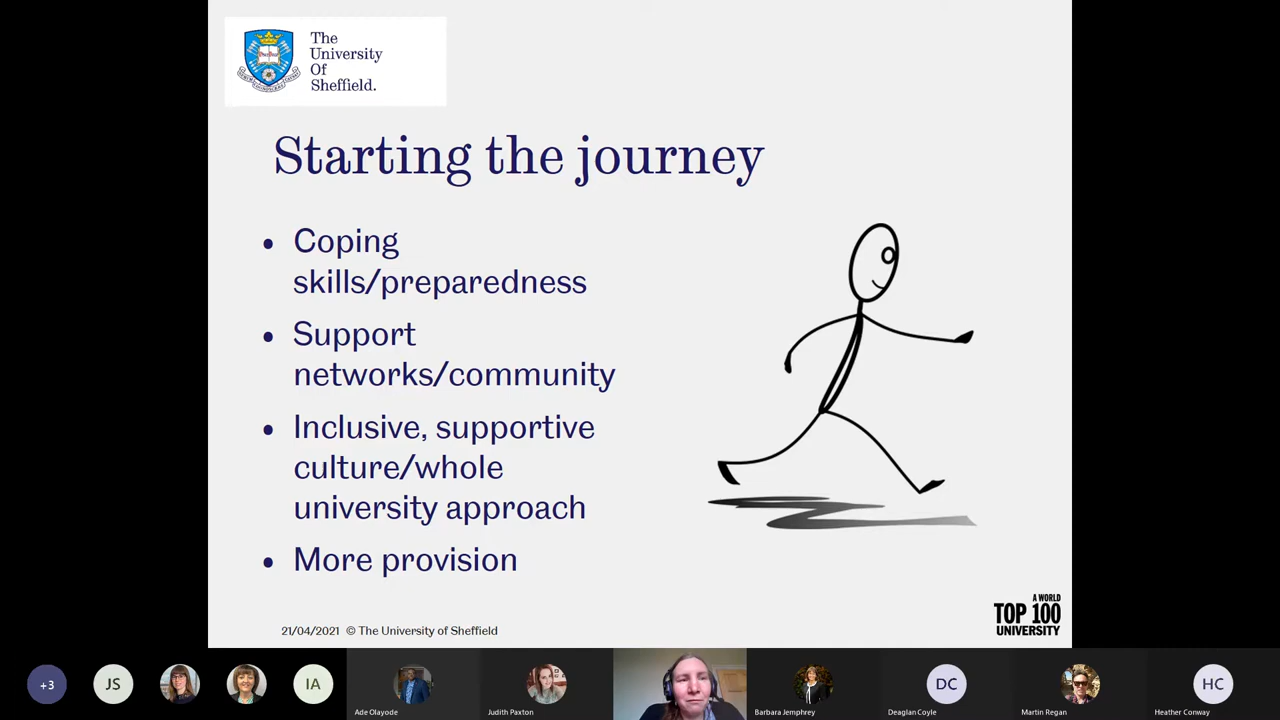 The
University
Of
Sheffield.
Starting the journey
• Coping
skills/preparedness
• Support
networks/community
• Inclusive, supportive
culture/whole
university approach
• More provision
21/04/2021 © The University of Sheffield
A WORLD
TOP 100
UNIVERSITY
+3
JS
IA
DC
HC
Ade Olayode
Judith Paxton
Barbara Jemphrey
Deaglan Coyle
Martin Regan
Heather Conway